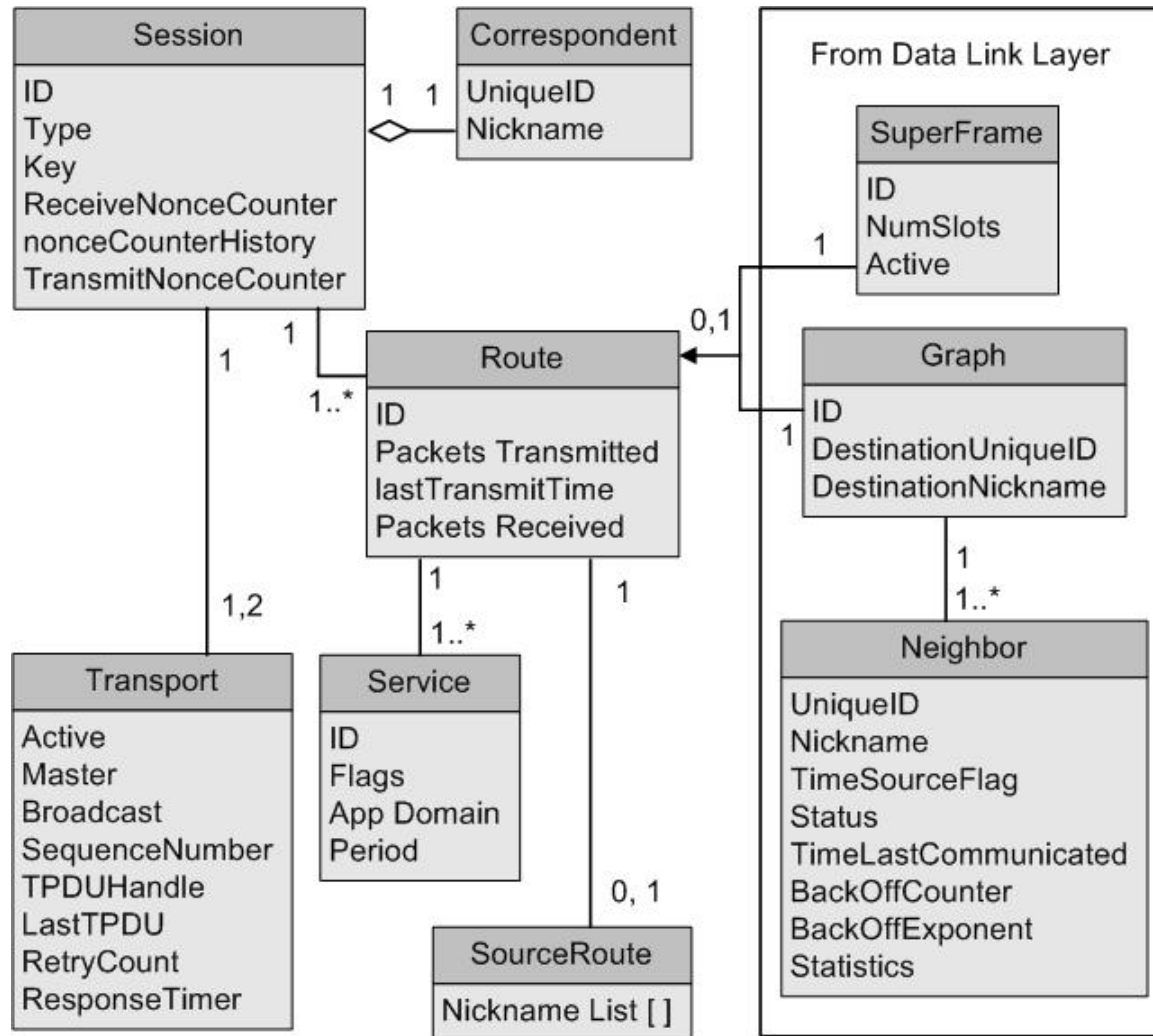 Session
ID
Type
Key
ReceiveNonceCounter
nonceCounterHistory
TransmitNonceCounter
1
1
Correspondent
UniqueID
Nickname
From Data Link Layer
SuperFrame
ID
NumSlots
Active
1
0,1
1
Graph
ID
DestinationUniqueID
DestinationNickname
1
1..*
Neighbor
UniqueID
Nickname
TimeSourceFlag
Status
TimeLastCommunicated
BackOffCounter
BackOffExponent
Statistics
1
1
1..*
Route
ID
Packets Transmitted
lastTransmitTime
Packets Received
1
1..*
1
0, 1
1,2
Transport
Active
Master
Broadcast
SequenceNumber
TPDUHandle
LastTPDU
RetryCount
ResponseTimer
Service
ID
Flags
App Domain
Period
SourceRoute
Nickname List [ ]